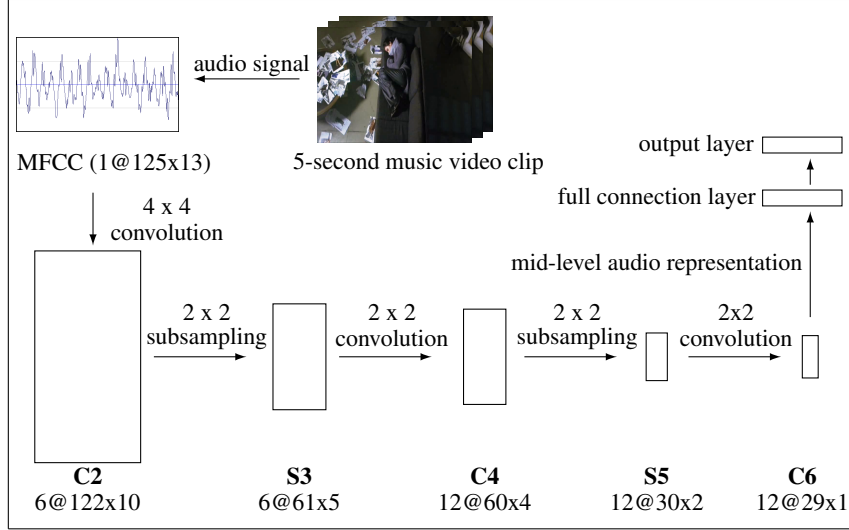 audio signal
MFCC (1@125x13)
5-second music video clip
output layer
full connection layer
4 x 4
convolution
mid-level audio representation
2 x 2
subsampling
2 x 2
convolution
2 x 2
subsampling
2x2
convolution
C2
6@122x10
S3
6@61x5
C4
12@60x4
S5
12@30x2
C6
12@29x1